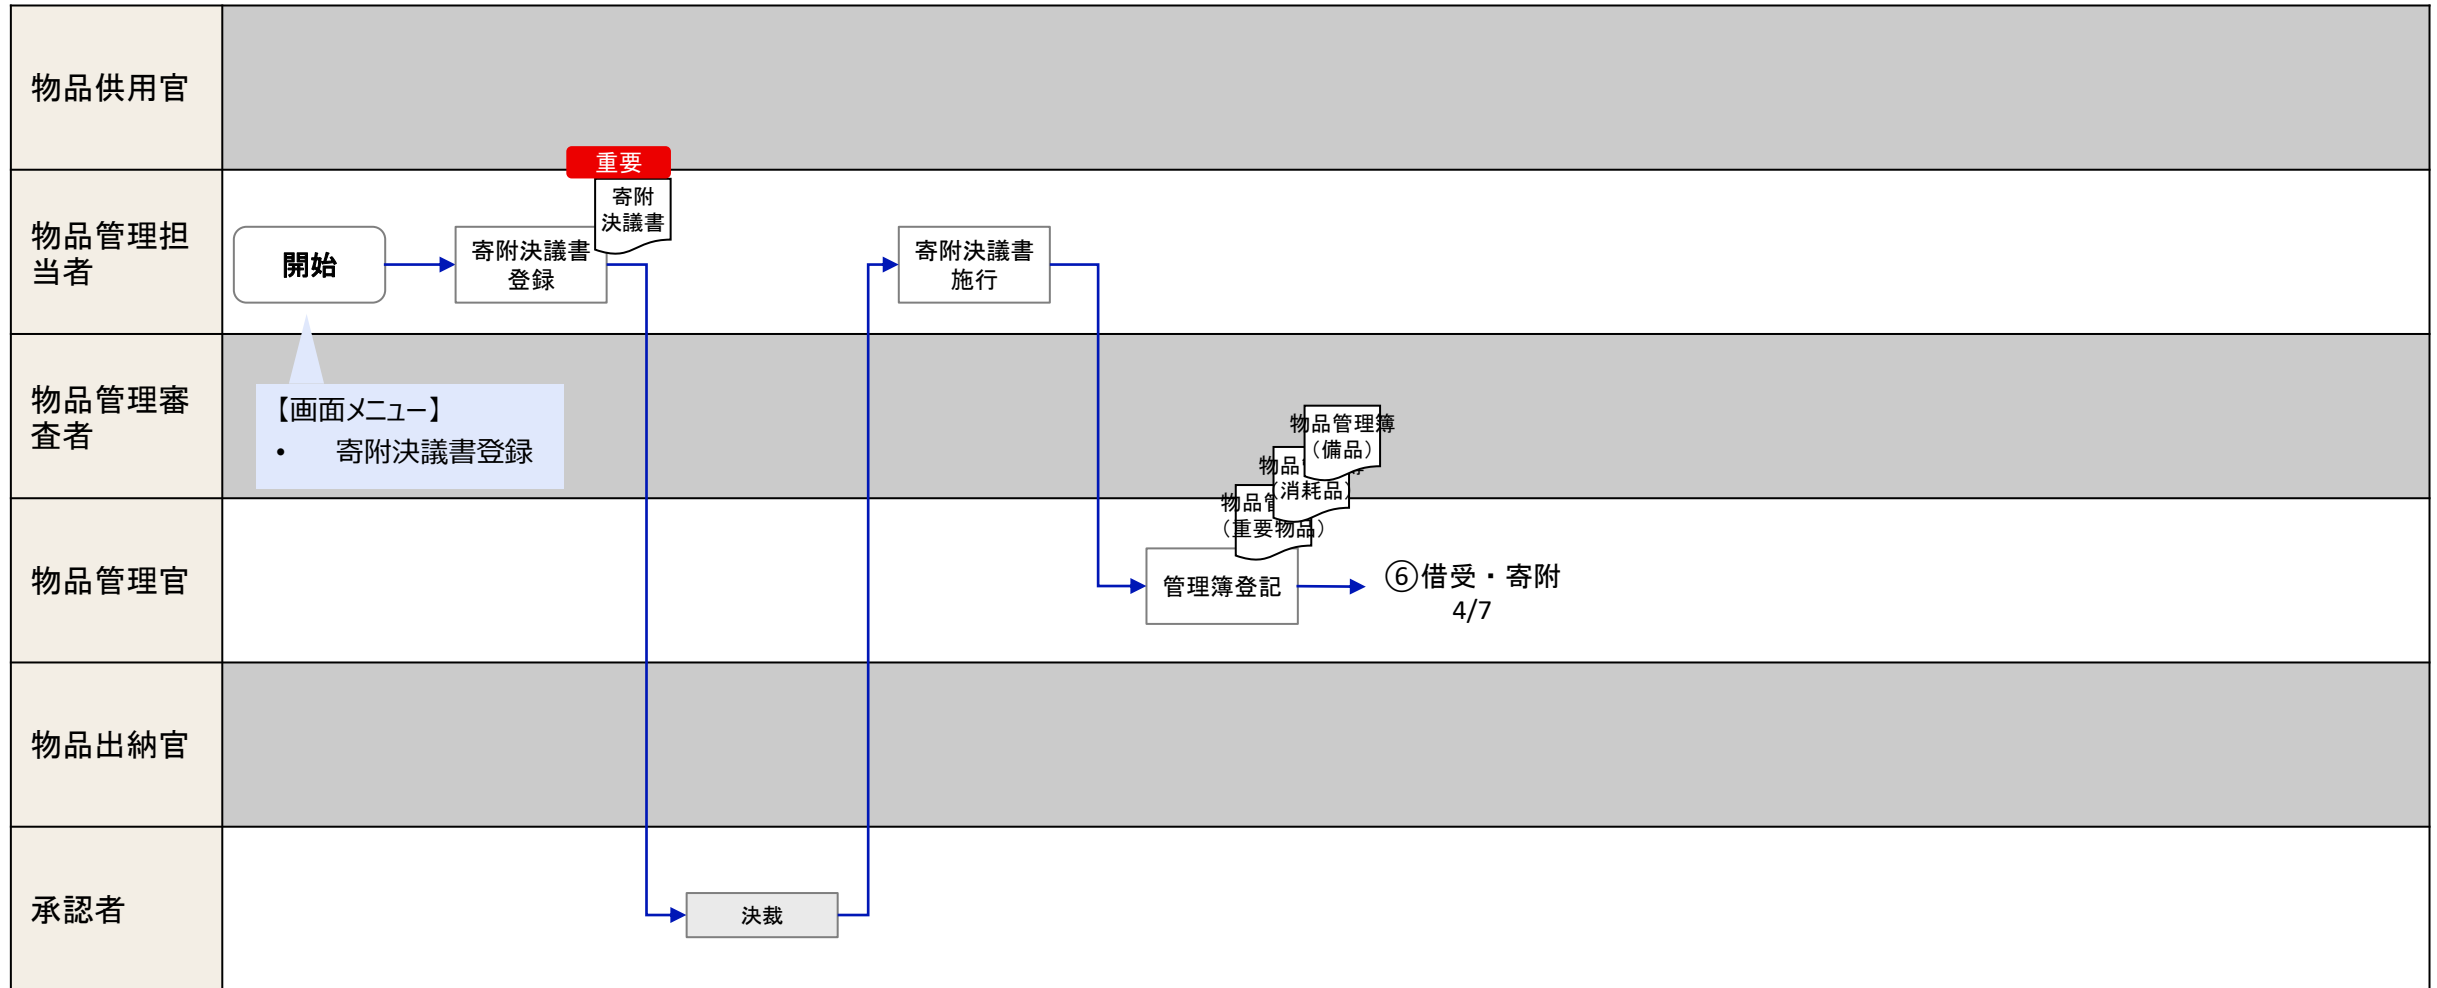 物品供用官
重要
物品管理担
当者
開始
寄附決議書
登録
寄附
決議書
寄附決議書
施行
物品管理審
査者
【画面メニュー】
• 寄附決議書登録
物品管理簿
（備品）
（消耗品）
（重要物品）
物品管理官
管理簿登記
⑥借受・寄附
4/7
物品出納官
承認者
決裁